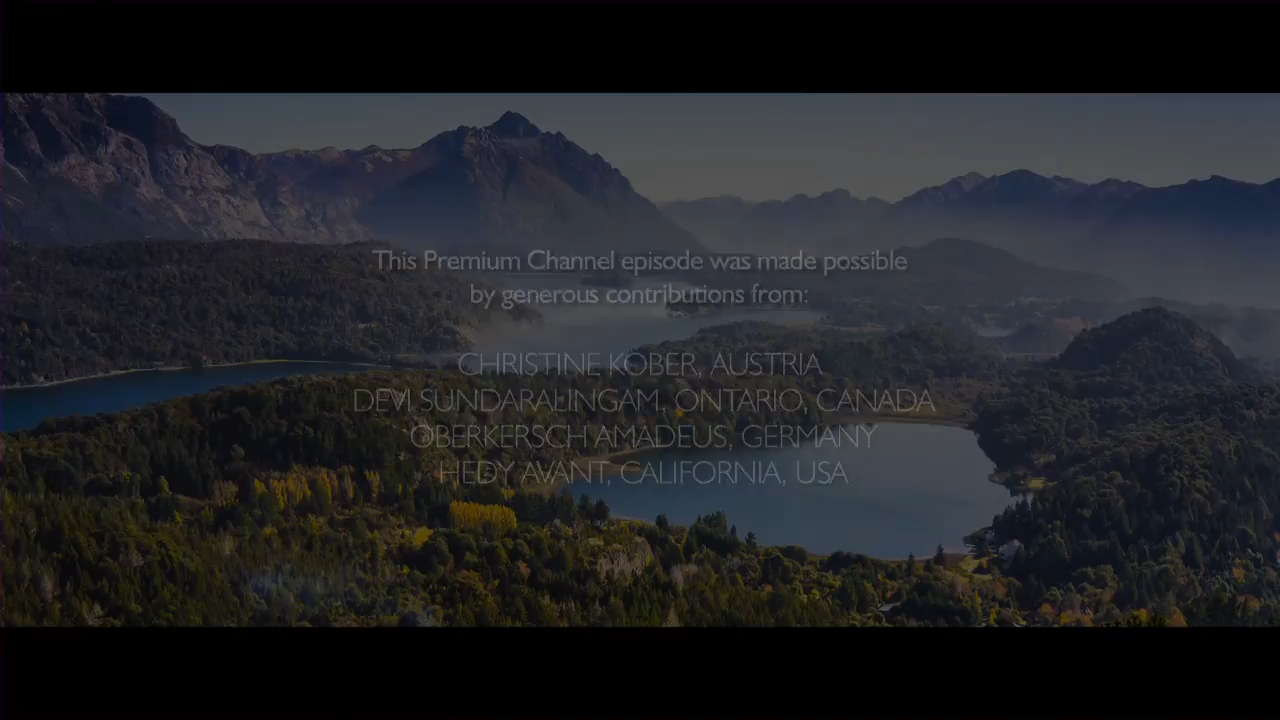 This Premium Channel episode was made possible
by generous contributions from:
CHRISTINE KOBER, AUSTRIA
DEVI SUNDARALINGAM, ONTARIO, CANADA
OBERKERSCH AMADEUS, GERMANY
HEDY AVANT, CALIFORNIA, USA